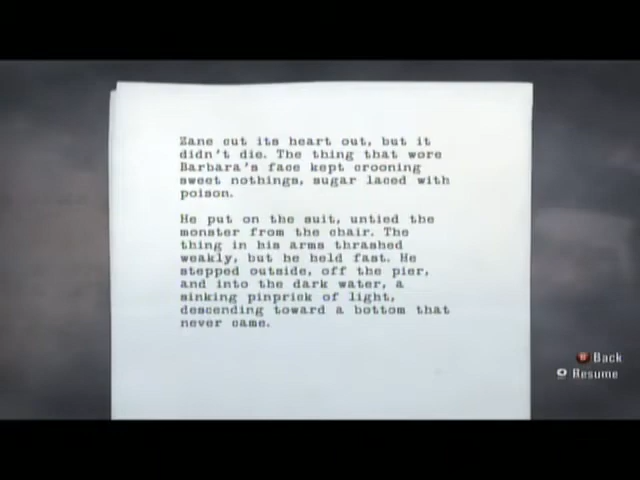 Zane cut its heart out, but it
didn't die. The thing that wore
Barbara's face kept crooning
sweet nothings, sugar laced with
poison.
He put on the suit, untied the
monster from the chair. The
thing in his arms thrashed
weakly, but he held fast. He
stepped outside, off the pier,
and into the dark water, a
sinking pinprick of light,
descending toward a bottom that
never came.
B Back
Resume